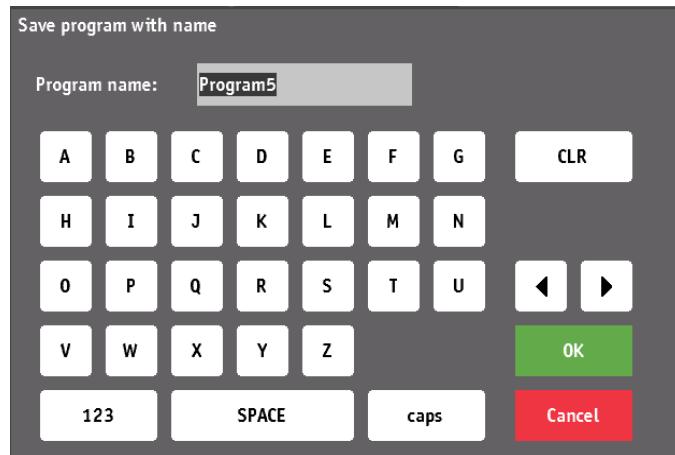 Save program with name
Program name: Program5
A B C D E F G CLR
H I J K L M N
O P Q R S T U
V W X Y Z OK
123 SPACE caps Cancel